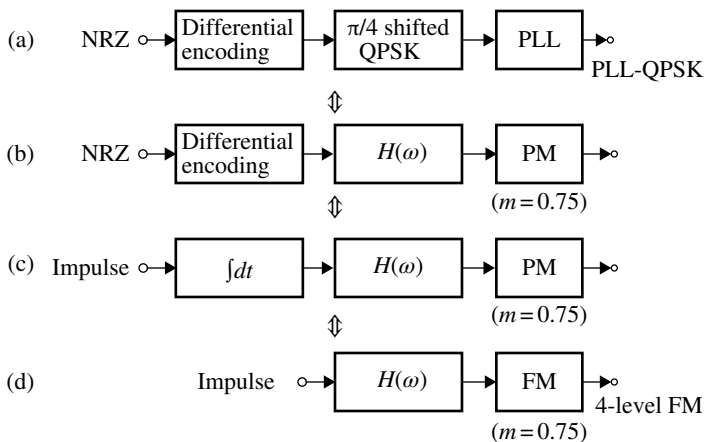 (a) NRZ Differential encoding π/4 shifted QPSK PLL PLL-QPSK
⇕
(b) NRZ Differential encoding H(ω) PM
(m = 0.75)
⇕
(c) Impulse ∫dt H(ω) PM
(m = 0.75)
⇕
(d) Impulse H(ω) FM 4-level FM
(m = 0.75)